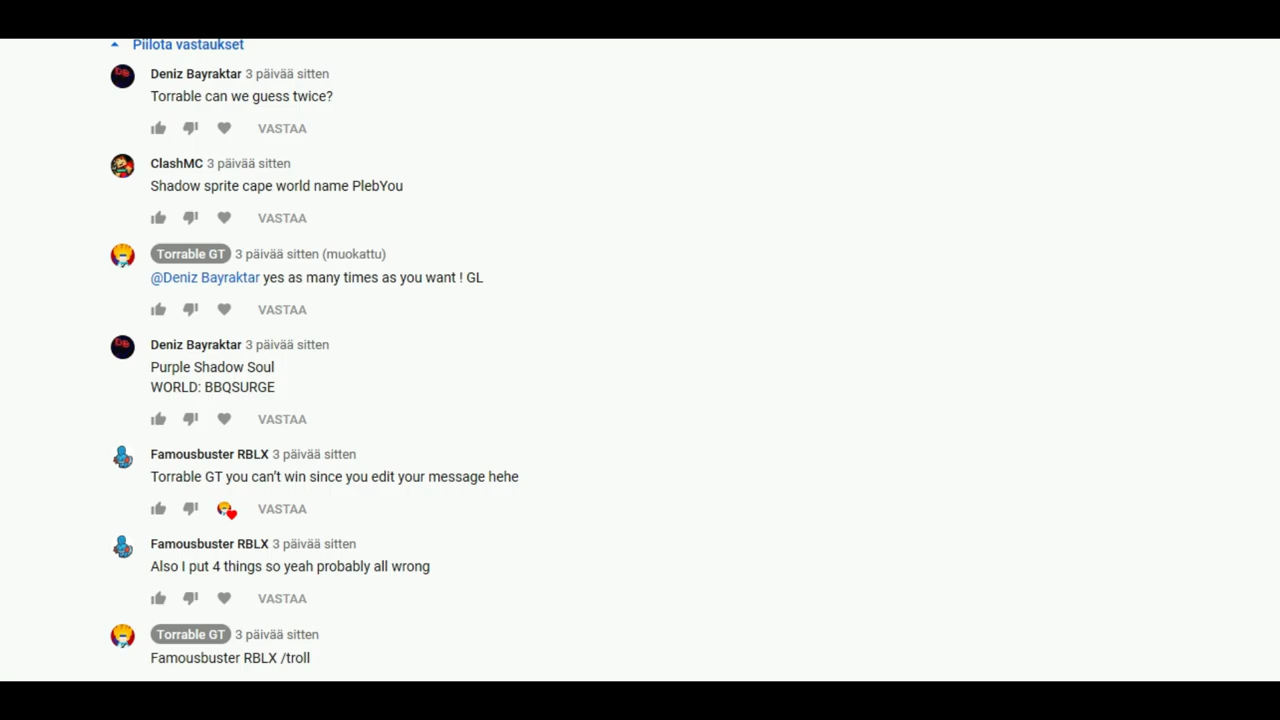 Piilota vastaukset
Deniz Bayraktar 3 päivää sitten
Torrable can we guess twice?
VASTAA
ClashMC 3 päivää sitten
Shadow sprite cape world name PlebYou
VASTAA
Torrable GT 3 päivää sitten (muokattu)
@Deniz Bayraktar yes as many times as you want ! GL
VASTAA
Deniz Bayraktar 3 päivää sitten
Purple Shadow Soul
WORLD: BBQSURGE
VASTAA
Famousbuster RBLX 3 päivää sitten
Torrable GT you can't win since you edit your message hehe
VASTAA
Famousbuster RBLX 3 päivää sitten
Also I put 4 things so yeah probably all wrong
VASTAA
Torrable GT 3 päivää sitten
Famousbuster RBLX /troll